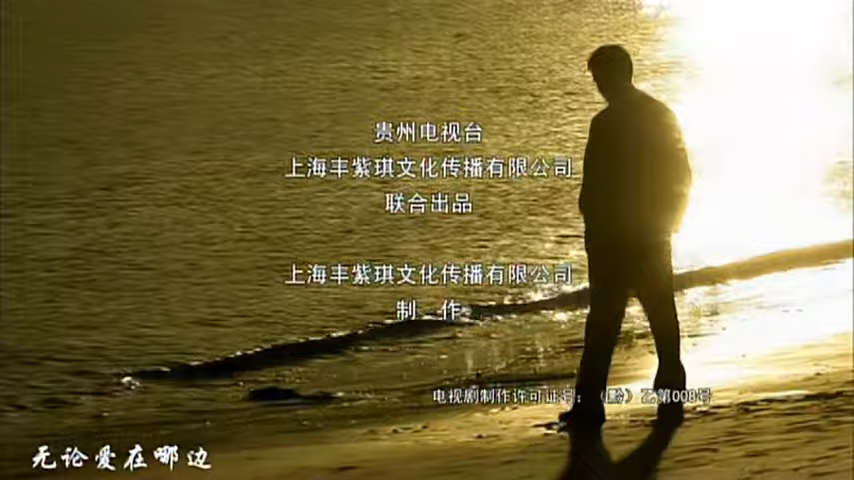 贵州电视台
上海丰紫琪文化传播有限公司
联合出品
上海丰紫琪文化传播有限公司
制 作
电视剧制作许可证号：（黔）乙第008号
无论爱在哪边